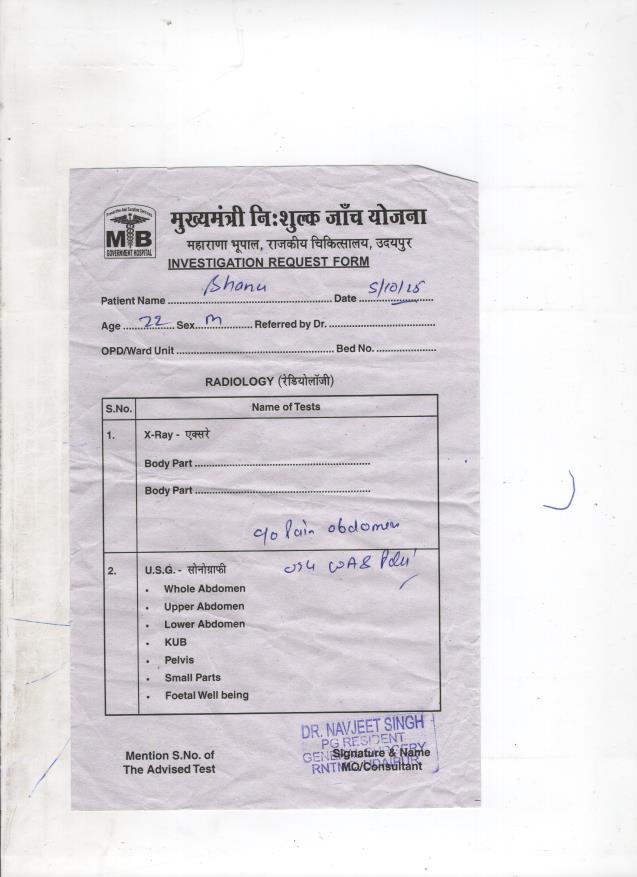 M B
GOVERNMENT HOSPITAL
मुख्यमंत्री निःशुल्क जाँच योजना
महाराणा भूपाल, राजकीय चिकित्सालय, उदयपुर
INVESTIGATION REQUEST FORM
Patient Name ........ Bhanu ........ Date ..... 5/10/25 .....
Age ..... 22 ..... Sex ..... M ..... Referred by Dr. ...............
OPD/Ward Unit ............................ Bed No. ............
RADIOLOGY (रेडियोलॉजी)
S.No. Name of Tests
1. X-Ray - एक्सरे
Body Part ............................
Body Part ............................
c/o Pain abdomen
2. U.S.G. - सोनोग्राफी USG
• Whole Abdomen
• Upper Abdomen
• Lower Abdomen
• KUB
• Pelvis
• Small Parts
• Foetal Well being
DR. NAVJEET SINGH
PG RESIDENT
Mention S.No. of Signature & Name
The Advised Test MO/Consultant